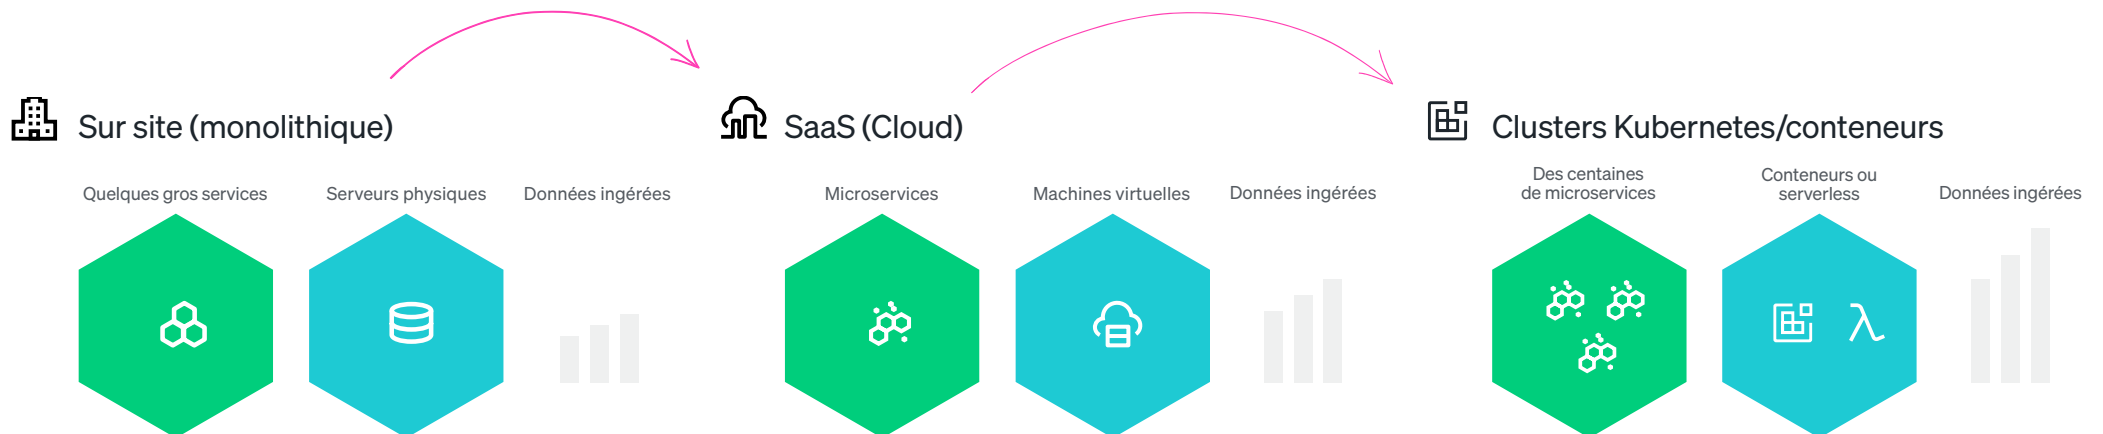 Sur site (monolithique)
SaaS (Cloud)
Clusters Kubernetes/conteneurs
Quelques gros services
Serveurs physiques
Données ingérées
Microservices
Machines virtuelles
Données ingérées
Des centaines
de microservices
Conteneurs ou
serverless
Données ingérées
λ